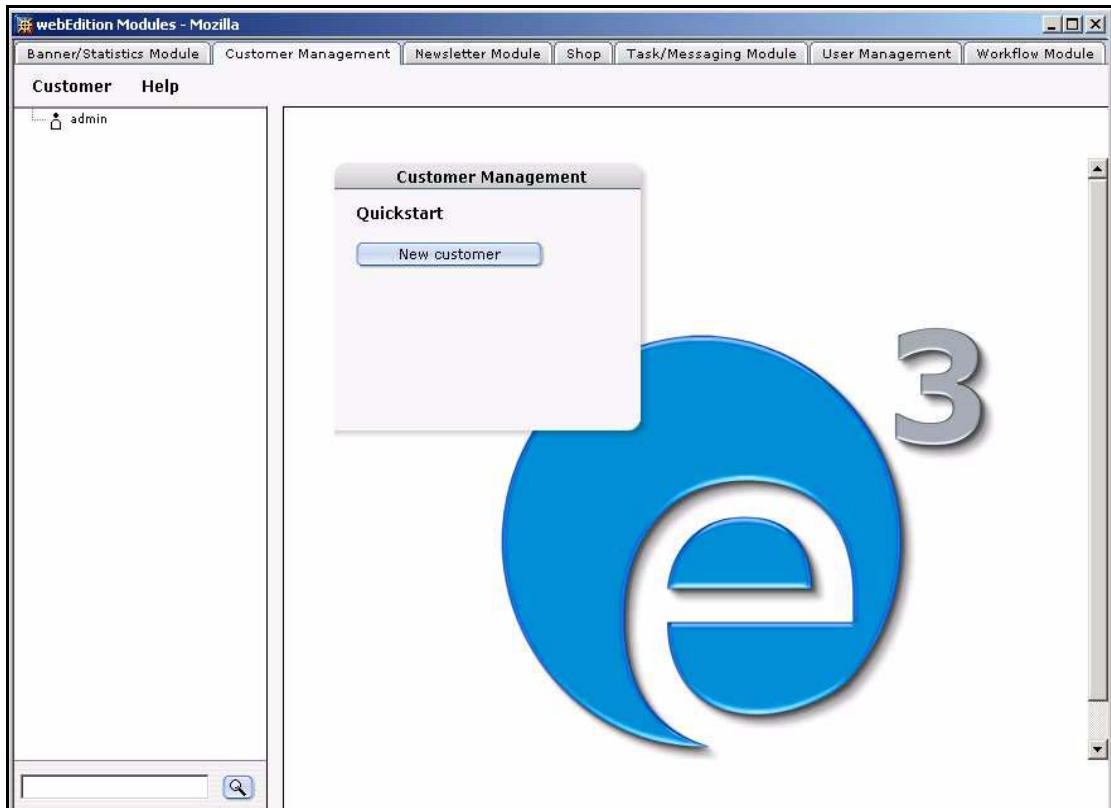 webEdition Modules - Mozilla
Banner/Statistics Module Customer Management Newsletter Module Shop Task/Messaging Module User Management Workflow Module
Customer Help
admin
Customer Management
Quickstart
New customer
e 3